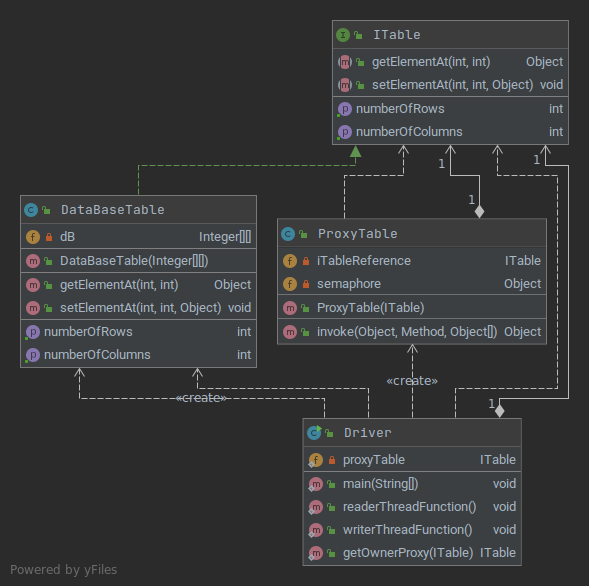 I ITable
m getElementAt(int, int) Object
m setElementAt(int, int, Object) void
p numberOfRows int
p numberOfColumns int
1 1
1
C DataBaseTable
f dB Integer[][]
m DataBaseTable(Integer[][])
m getElementAt(int, int) Object
m setElementAt(int, int, Object) void
p numberOfRows int
p numberOfColumns int
C ProxyTable
f iTableReference ITable
f semaphore Object
m ProxyTable(ITable)
m invoke(Object, Method, Object[]) Object
«create»
«create»
1
C Driver
f proxyTable ITable
m main(String[]) void
m readerThreadFunction() void
m writerThreadFunction() void
m getOwnerProxy(ITable) ITable
Powered by yFiles